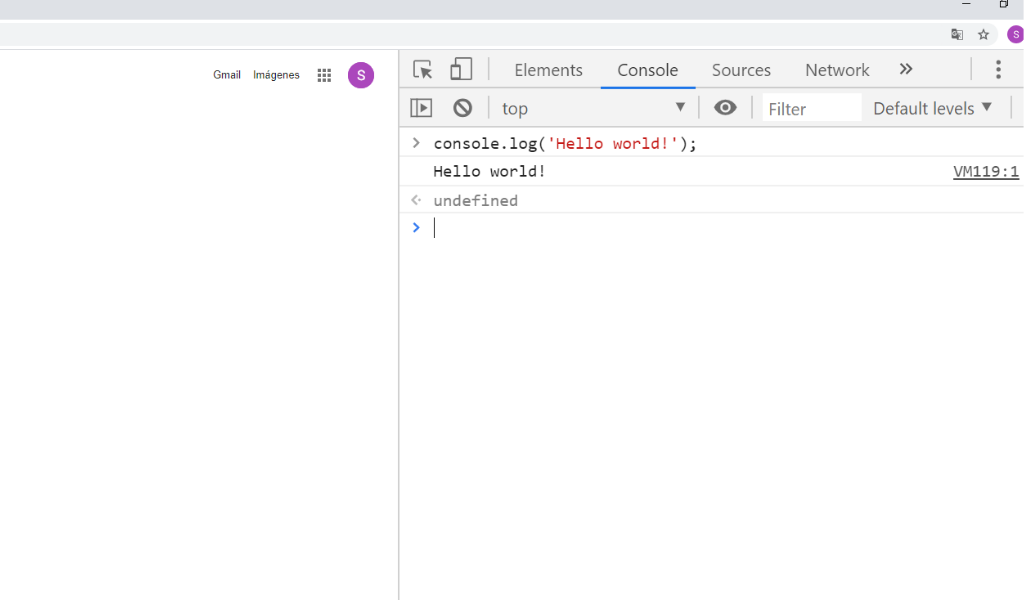 S
Gmail Imágenes S
Elements Console Sources Network
top Filter Default levels
console.log('Hello world!');
Hello world! VM119:1
undefined